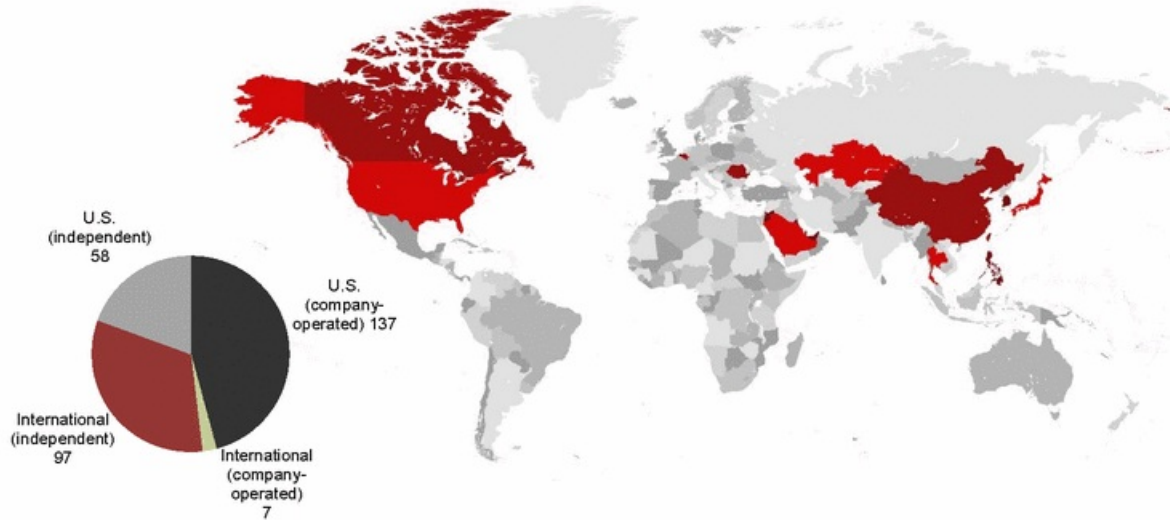 U.S.
(independent)
58
U.S.
(company-
operated) 137
International
(independent)
97
International
(company-
operated)
7